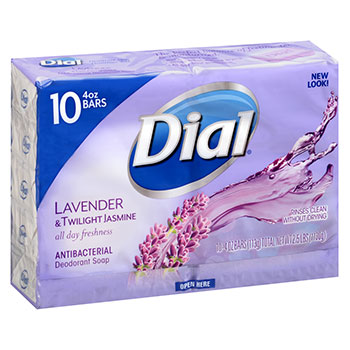 10 4oz
BARS
NEW
LOOK!
Dial
LAVENDER
& TWILIGHT JASMINE
all day freshness
ANTIBACTERIAL
Deodorant Soap
RINSES CLEAN
WITHOUT DRYING
OPEN HERE